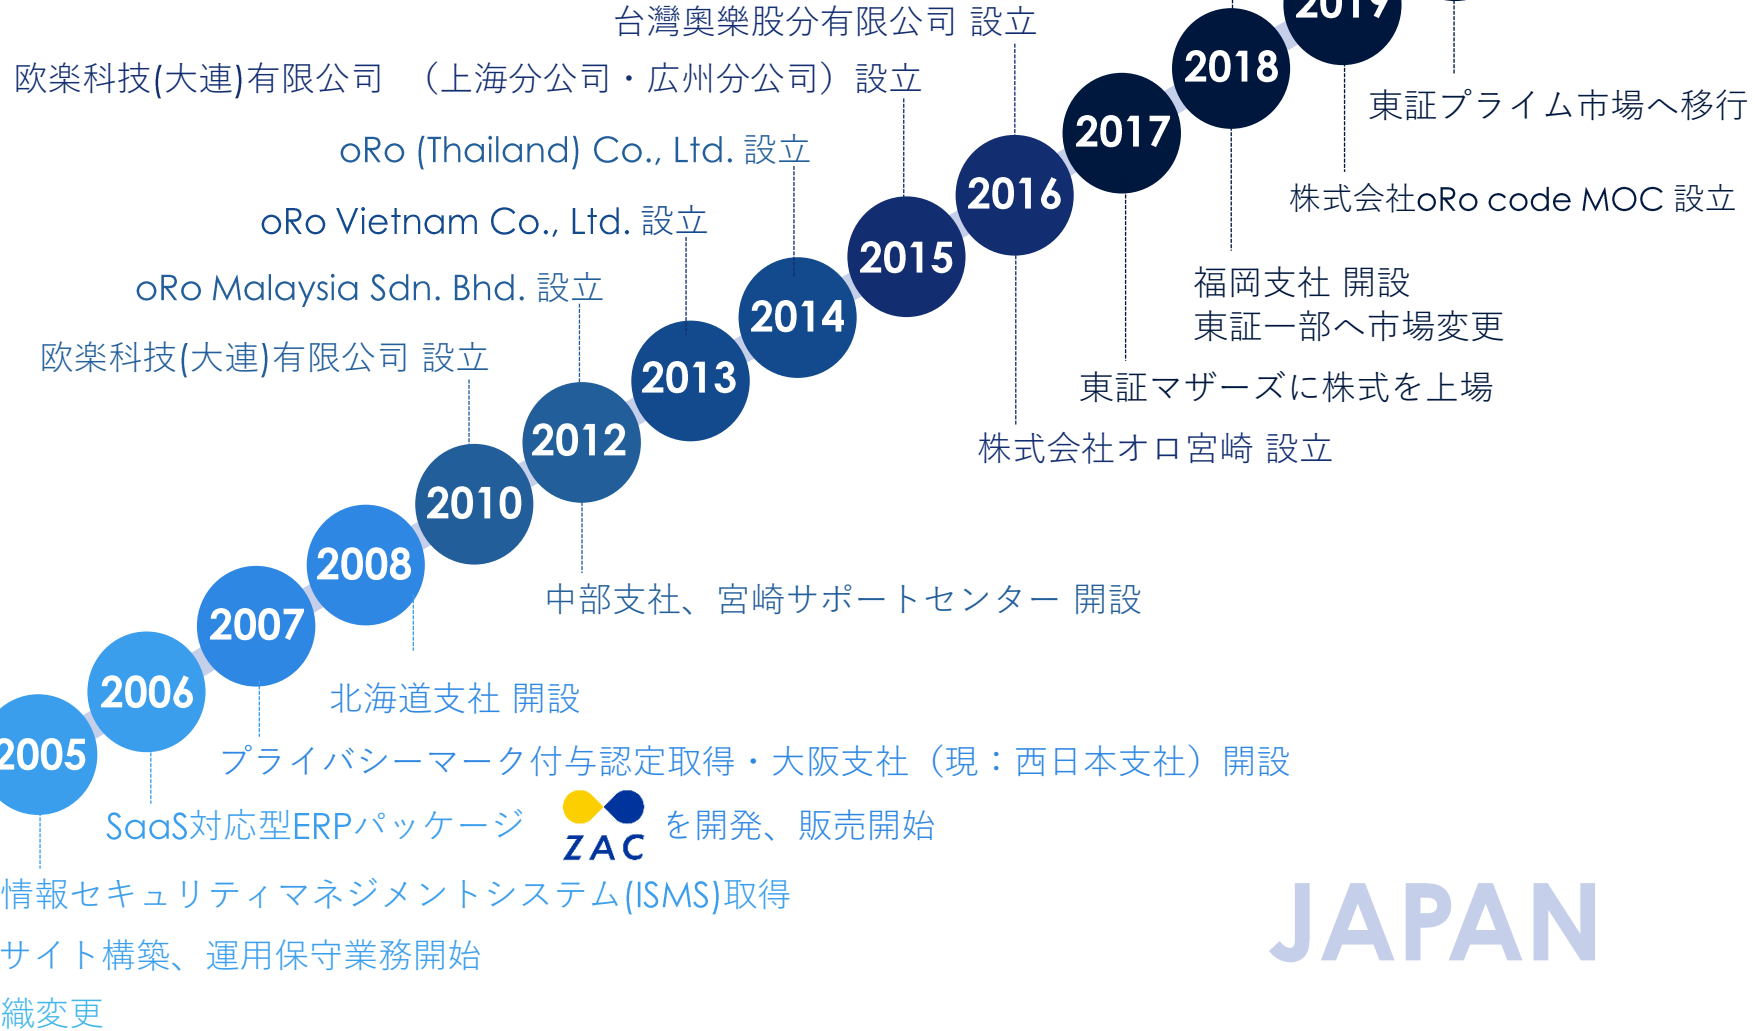 台灣奧樂股分有限公司 設立
2019
欧楽科技(大連)有限公司 （上海分公司・広州分公司）設立
2018
東証プライム市場へ移行
2017
oRo (Thailand) Co., Ltd. 設立
2016
株式会社oRo code MOC 設立
oRo Vietnam Co., Ltd. 設立
2015
oRo Malaysia Sdn. Bhd. 設立
福岡支社 開設
東証一部へ市場変更
2014
欧楽科技(大連)有限公司 設立
2013
東証マザーズに株式を上場
2012
株式会社オロ宮崎 設立
2010
2008
中部支社、宮崎サポートセンター 開設
2007
2006
北海道支社 開設
2005
プライバシーマーク付与認定取得・大阪支社（現：西日本支社）開設
SaaS対応型ERPパッケージ ZAC を開発、販売開始
情報セキュリティマネジメントシステム(ISMS)取得
サイト構築、運用保守業務開始
織変更
JAPAN